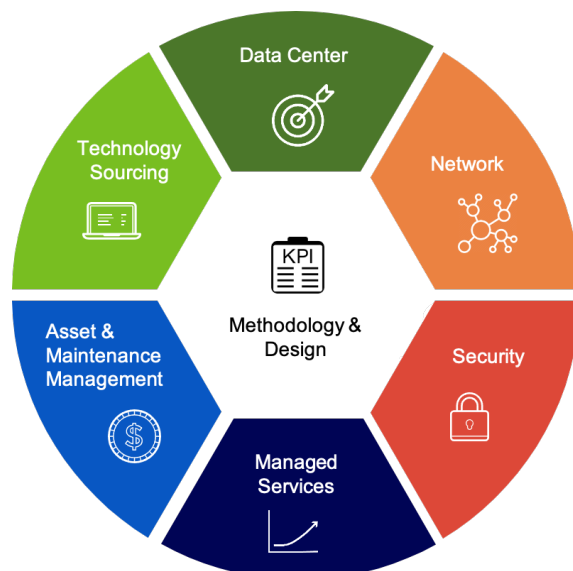 Data Center
Technology
Sourcing
Network
KPI
Methodology &
Design
Asset &
Maintenance
Management
Security
Managed
Services